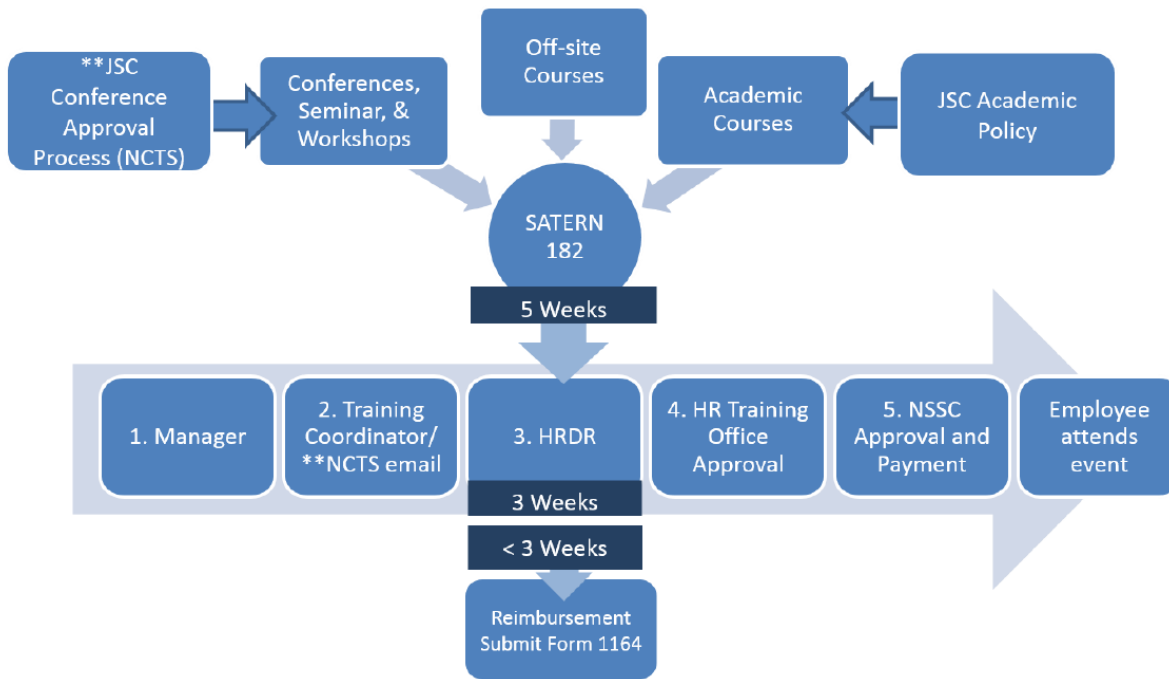 **JSC
Conference
Approval
Process (NCTS)
Conferences,
Seminar, &
Workshops
Off-site
Courses
Academic
Courses
JSC Academic
Policy
SATERN
182
5 Weeks
1. Manager
2. Training
Coordinator/
**NCTS email
3. HRDR
4. HR Training
Office
Approval
5. NSSC
Approval and
Payment
Employee
attends
event
3 Weeks
< 3 Weeks
Reimbursement
Submit Form 1164